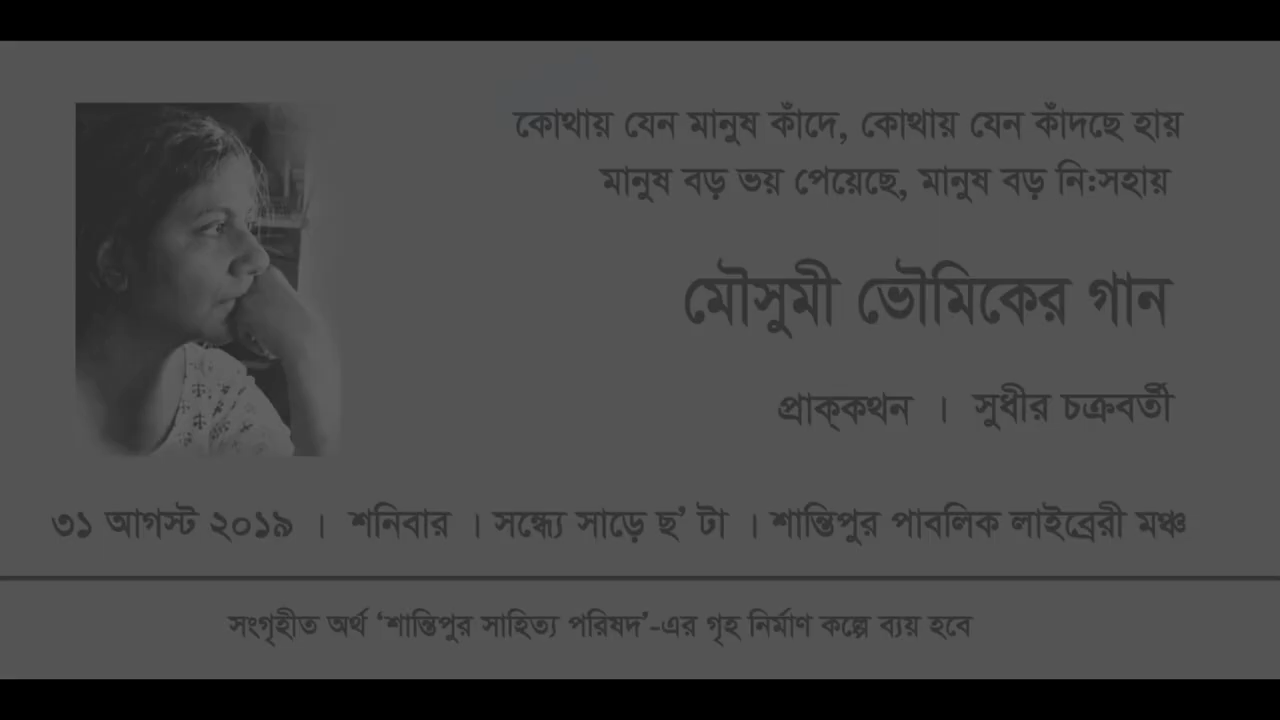 কোথায় যেন মানুষ কাঁদে, কোথায় যেন কাঁদছে হায়
মানুষ বড় ভয় পেয়েছে, মানুষ বড় নি:সহায়
মৌসুমী ভৌমিকের গান
প্রাক্‌কথন । সুধীর চক্রবর্তী
৩১ আগস্ট ২০১৯ । শনিবার । সন্ধ্যে সাড়ে ছ’ টা । শান্তিপুর পাবলিক লাইব্রেরী মঞ্চ
সংগৃহীত অর্থ ‘শান্তিপুর সাহিত্য পরিষদ’-এর গৃহ নির্মাণ কল্পে ব্যয় হবে